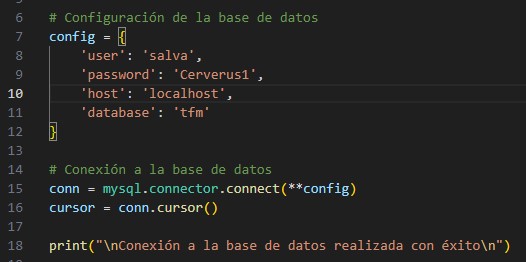 6 # Configuración de la base de datos
7 config = {
8 'user': 'salva',
9 'password': 'Cerverus1',
10 'host': 'localhost',
11 'database': 'tfm'
12 }
13
14 # Conexión a la base de datos
15 conn = mysql.connector.connect(**config)
16 cursor = conn.cursor()
17
18 print("\nConexión a la base de datos realizada con éxito\n")